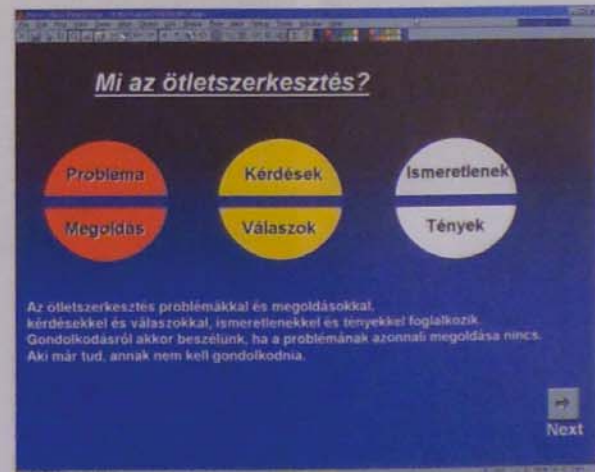 Mi az ötletszerkesztés?
Probléma Kérdések Ismeretlenek
Megoldás Válaszok Tények
Az ötletszerkesztés problémákkal és megoldásokkal,
kérdésekkel és válaszokkal, ismeretlenekkel és tényekkel foglalkozik.
Gondolkodásról akkor beszélünk, ha a problémának azonnali megoldása nincs.
Aki már tud, annak nem kell gondolkodnia.
Next